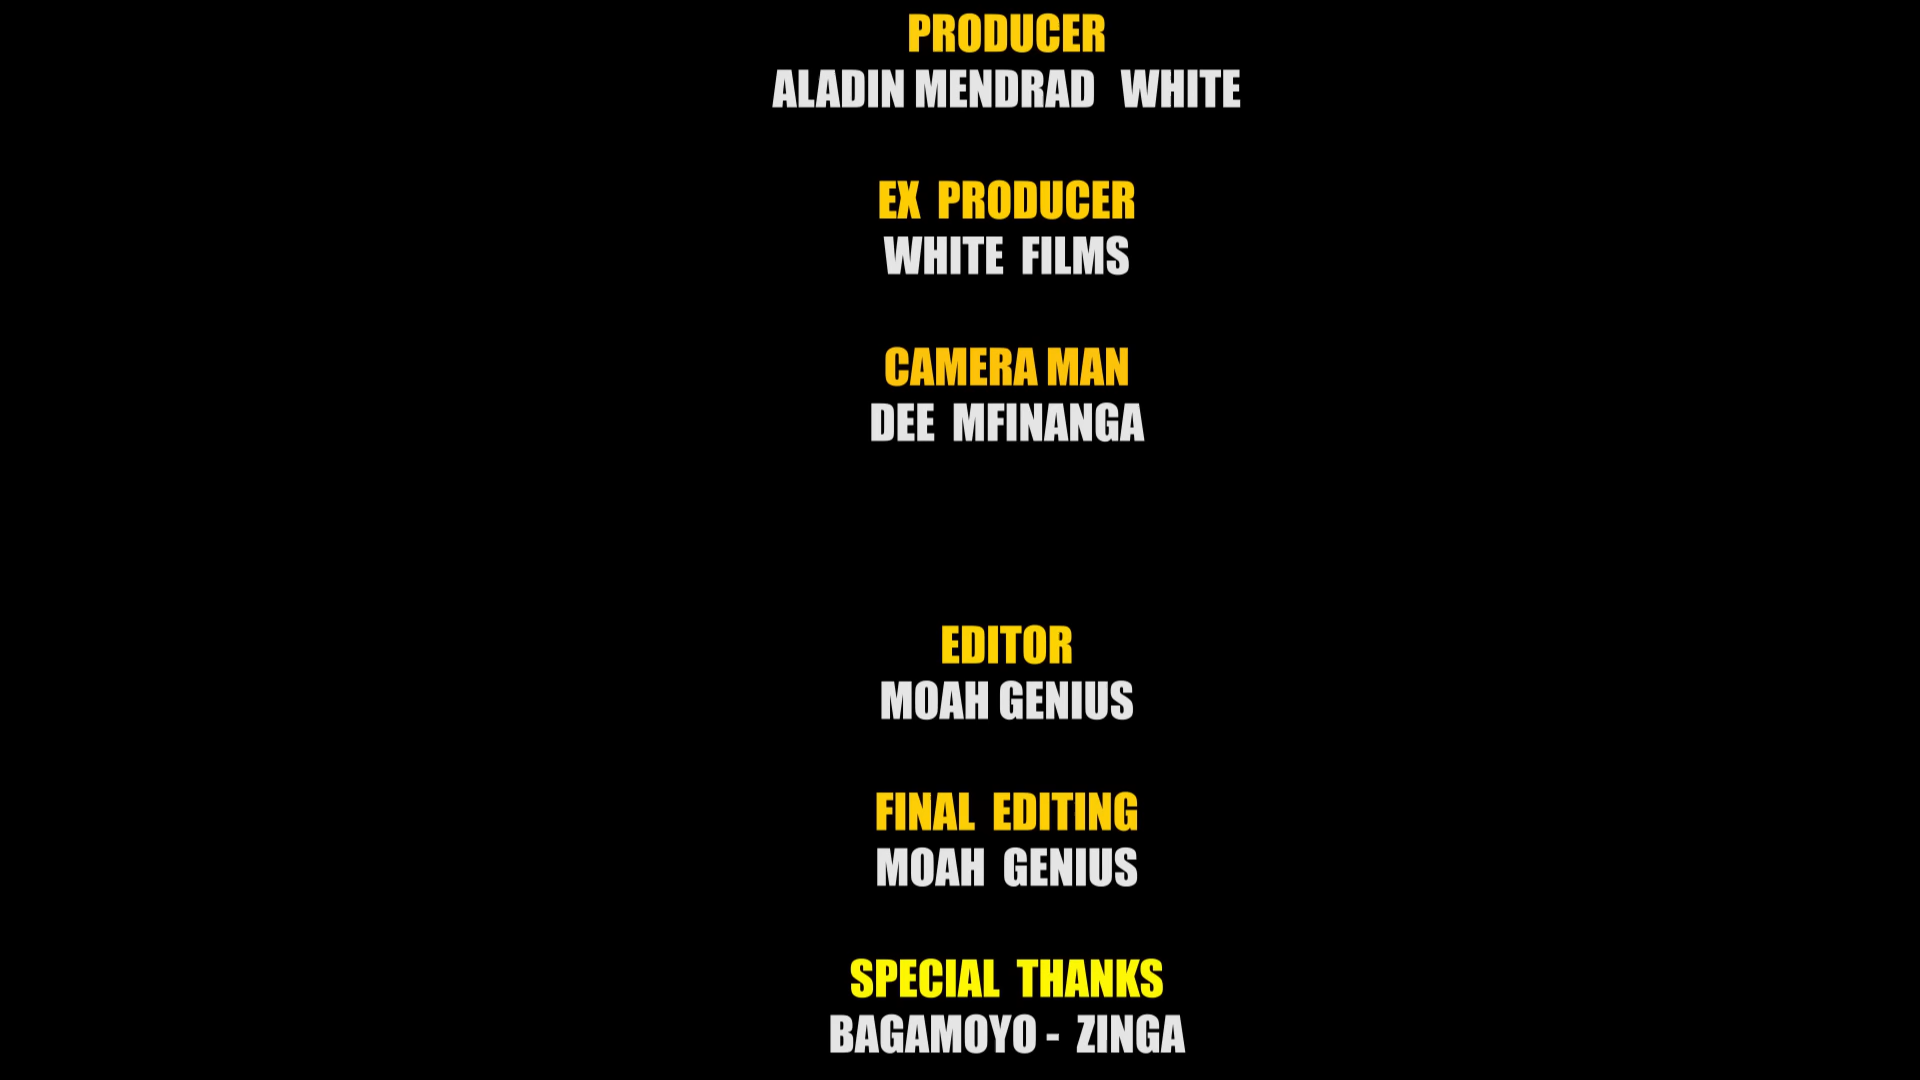 PRODUCER
ALADIN MENDRAD WHITE
EX PRODUCER
WHITE FILMS
CAMERA MAN
DEE MFINANGA
EDITOR
MOAH GENIUS
FINAL EDITING
MOAH GENIUS
SPECIAL THANKS
BAGAMOYO - ZINGA